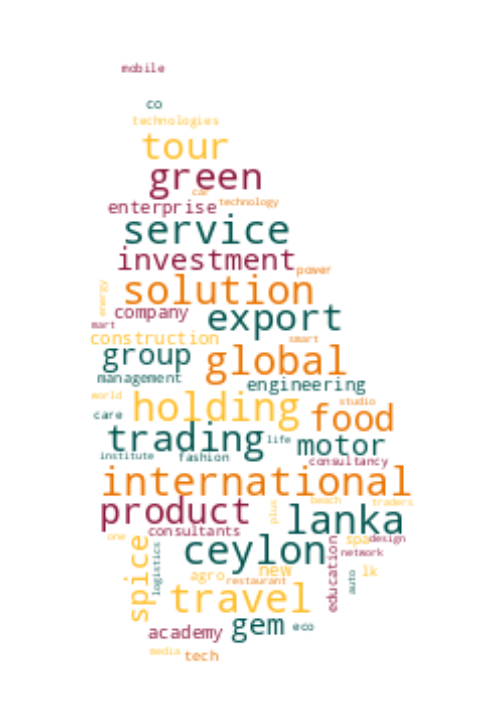 mobile
co
technologies
tour
green
car
enterprise technology
service
investment
power
solution
energy
company export
mart
construction smart
group global
management engineering
world
holding studio
care food
trading life motor
institute fashion consultancy
international
product beach traders
plus lanka
consultants
one spa design
ceylon network
spice logistics
agro new lk
restaurant education auto
travel
gem eco
academy
media tech